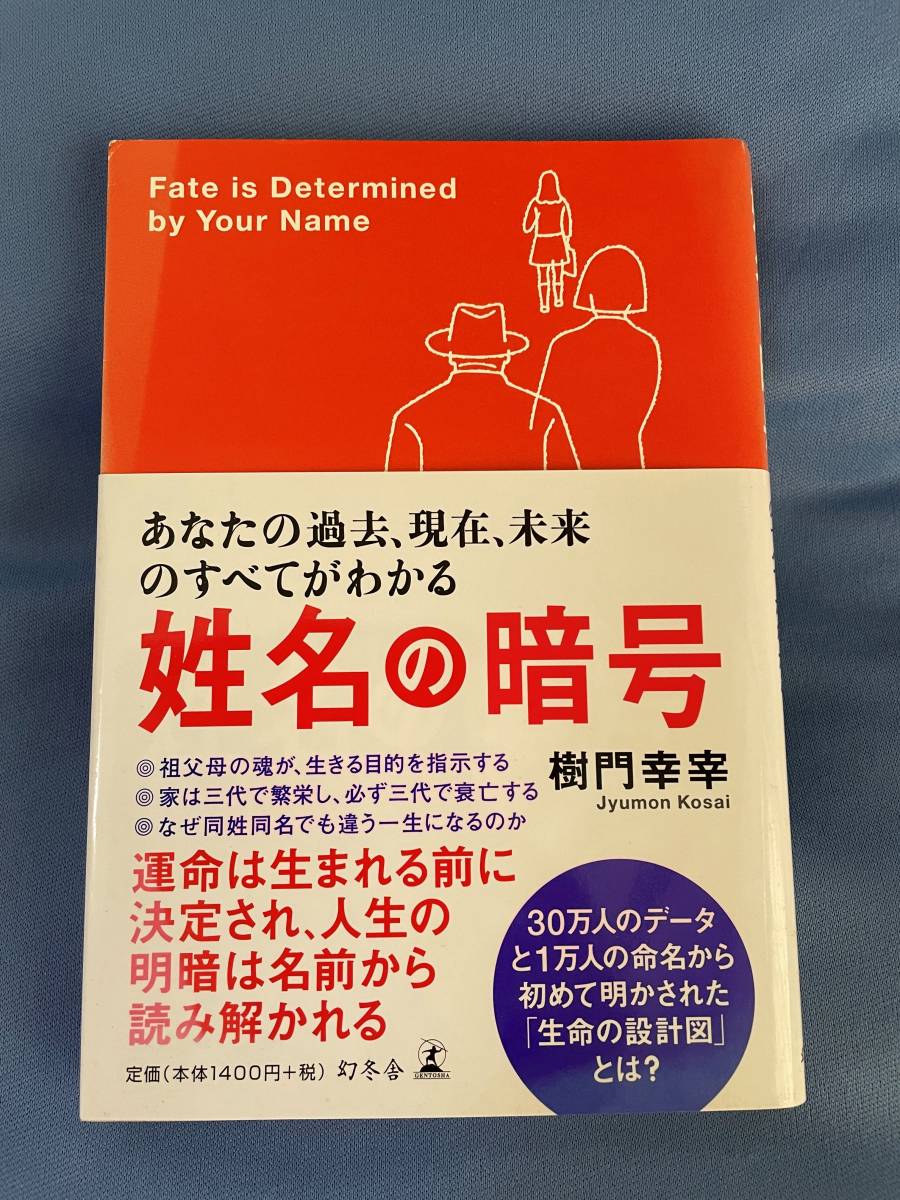 Fate is Determined
by Your Name
あなたの過去、現在、未来
のすべてがわかる
姓名の暗号
樹門幸宰
Jyumon Kosai
◎祖父母の魂が、生きる目的を指示する
◎家は三代で繁栄し、必ず三代で衰亡する
◎なぜ同姓同名でも違う一生になるのか
運命は生まれる前に
決定され、人生の
明暗は名前から
読み解かれる
30万人のデータ
と1万人の命名から
初めて明かされた
「生命の設計図」
とは?
定価(本体1400円+税) 幻冬舎
GENTOSHA